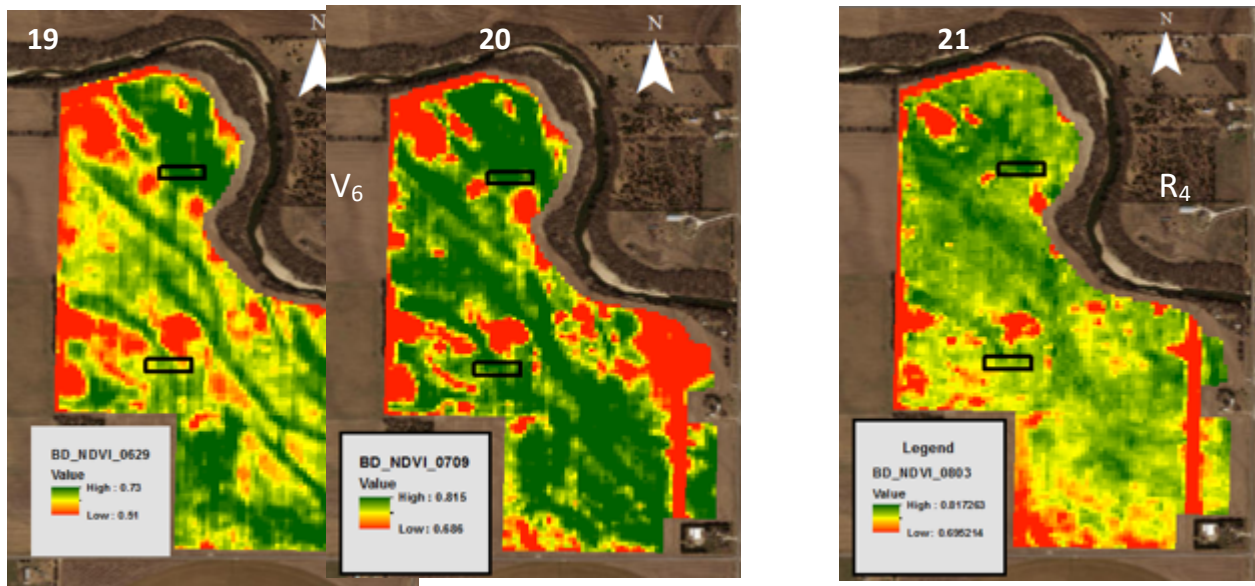 19
N
BD_NDVI_0629
Value
High : 0.73
Low : 0.51
20
N
V6
BD_NDVI_0709
Value
High : 0.815
Low : 0.686
21
N
R4
Legend
BD_NDVI_0803
Value
High : 0.817263
Low : 0.695214